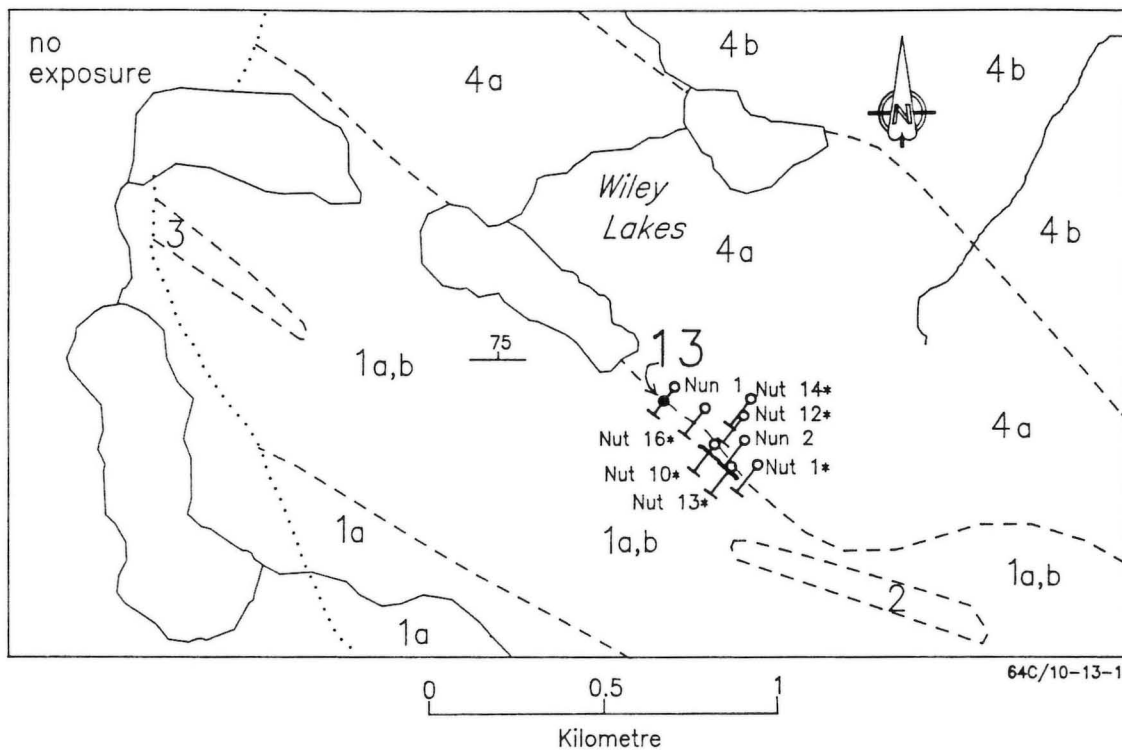 no
exposure
4a
4b
4b
N
Wiley
Lakes
3
4a
4b
75
1a,b
13
Nun 1
Nut 14*
Nut 12*
Nut 16*
Nun 2
4a
Nut 10*
Nut 1*
Nut 13*
1a
1a,b
1a,b
2
1a
64C/10-13-1
0 0.5 1
Kilometre